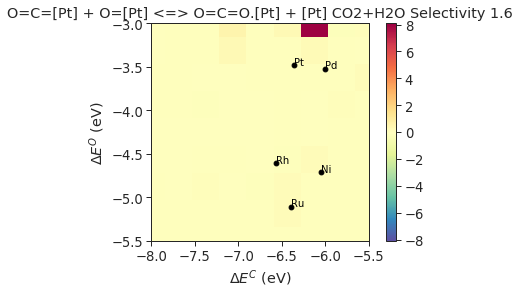 O=C=[Pt] + O=[Pt] <=> O=C=O.[Pt] + [Pt] CO2+H2O Selectivity 1.6
−3.0
−3.5
−4.0
−4.5
−5.0
−5.5
ΔE^O (eV)
Pt
Pd
Rh
Ni
Ru
−8.0 −7.5 −7.0 −6.5 −6.0 −5.5
ΔE^C (eV)
8
6
4
2
0
−2
−4
−6
−8